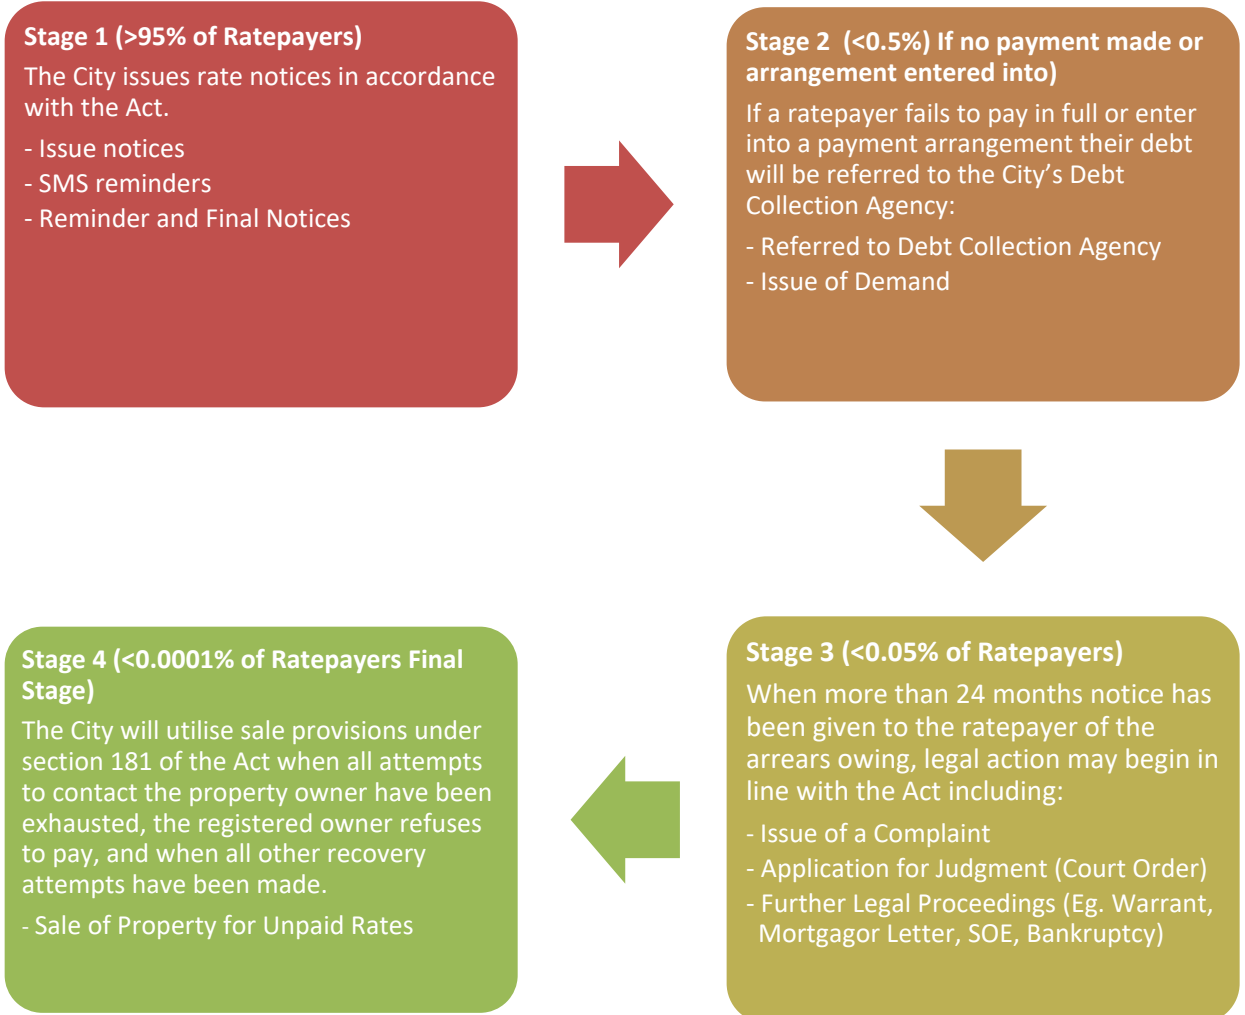 Stage 1 (>95% of Ratepayers)
The City issues rate notices in accordance
with the Act.
- Issue notices
- SMS reminders
- Reminder and Final Notices
Stage 2  (<0.5%) If no payment made or
arrangement entered into)
If a ratepayer fails to pay in full or enter
into a payment arrangement their debt
will be referred to the City’s Debt
Collection Agency:
- Referred to Debt Collection Agency
- Issue of Demand
Stage 3 (<0.05% of Ratepayers)
When more than 24 months notice has
been given to the ratepayer of the
arrears owing, legal action may begin in
line with the Act including:
- Issue of a Complaint
- Application for Judgment (Court Order)
- Further Legal Proceedings (Eg. Warrant,
Mortgagor Letter, SOE, Bankruptcy)
Stage 4 (<0.0001% of Ratepayers Final
Stage)
The City will utilise sale provisions under
section 181 of the Act when all attempts
to contact the property owner have been
exhausted, the registered owner refuses
to pay, and when all other recovery
attempts have been made.
- Sale of Property for Unpaid Rates